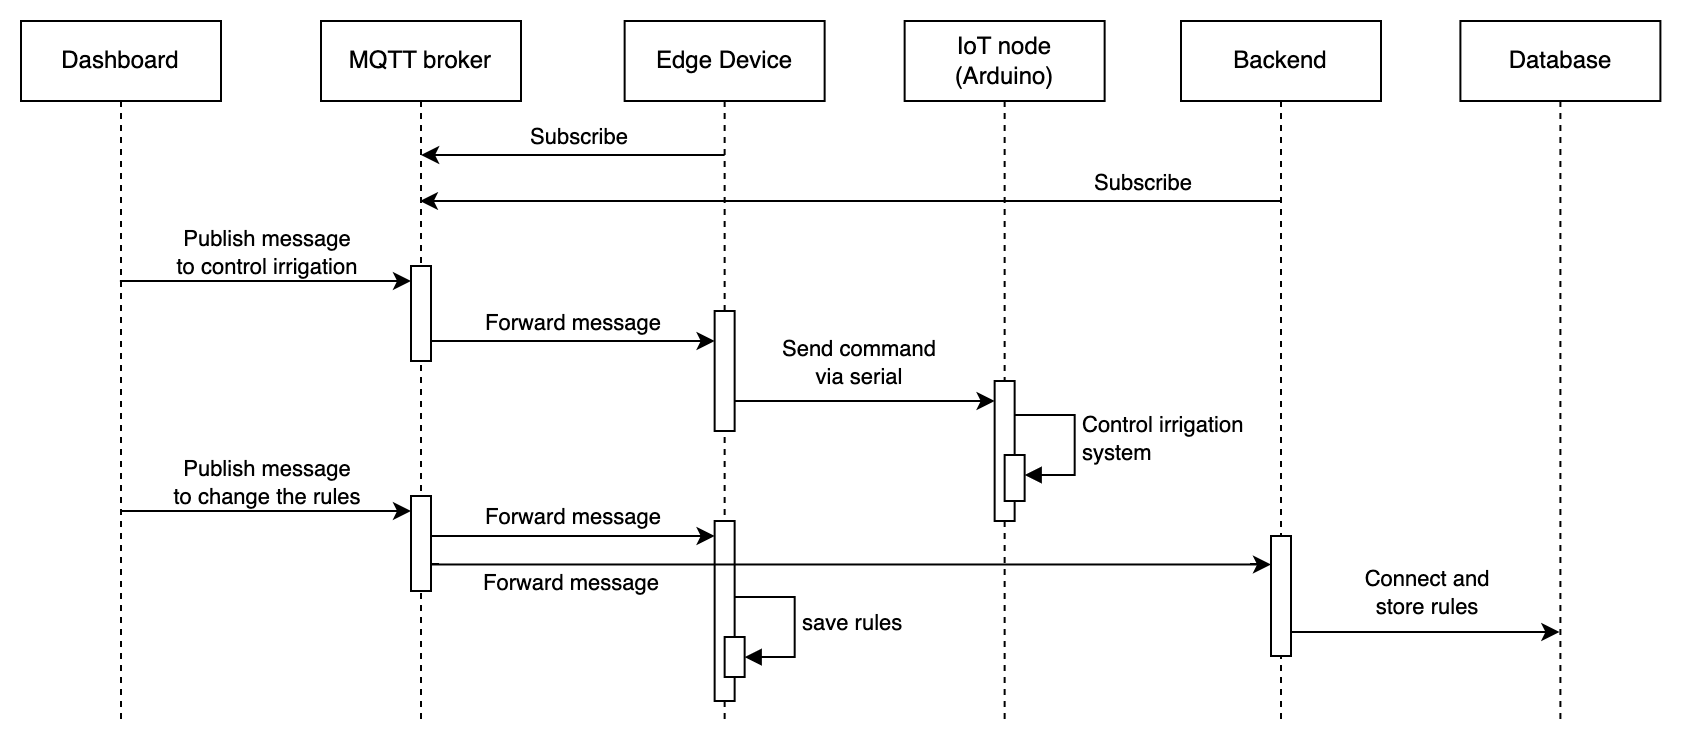 Dashboard
MQTT broker
Edge Device
IoT node
(Arduino)
Backend
Database
Subscribe
Subscribe
Publish message
to control irrigation
Forward message
Send command
via serial
Control irrigation
system
Publish message
to change the rules
Forward message
Forward message
Connect and
store rules
save rules